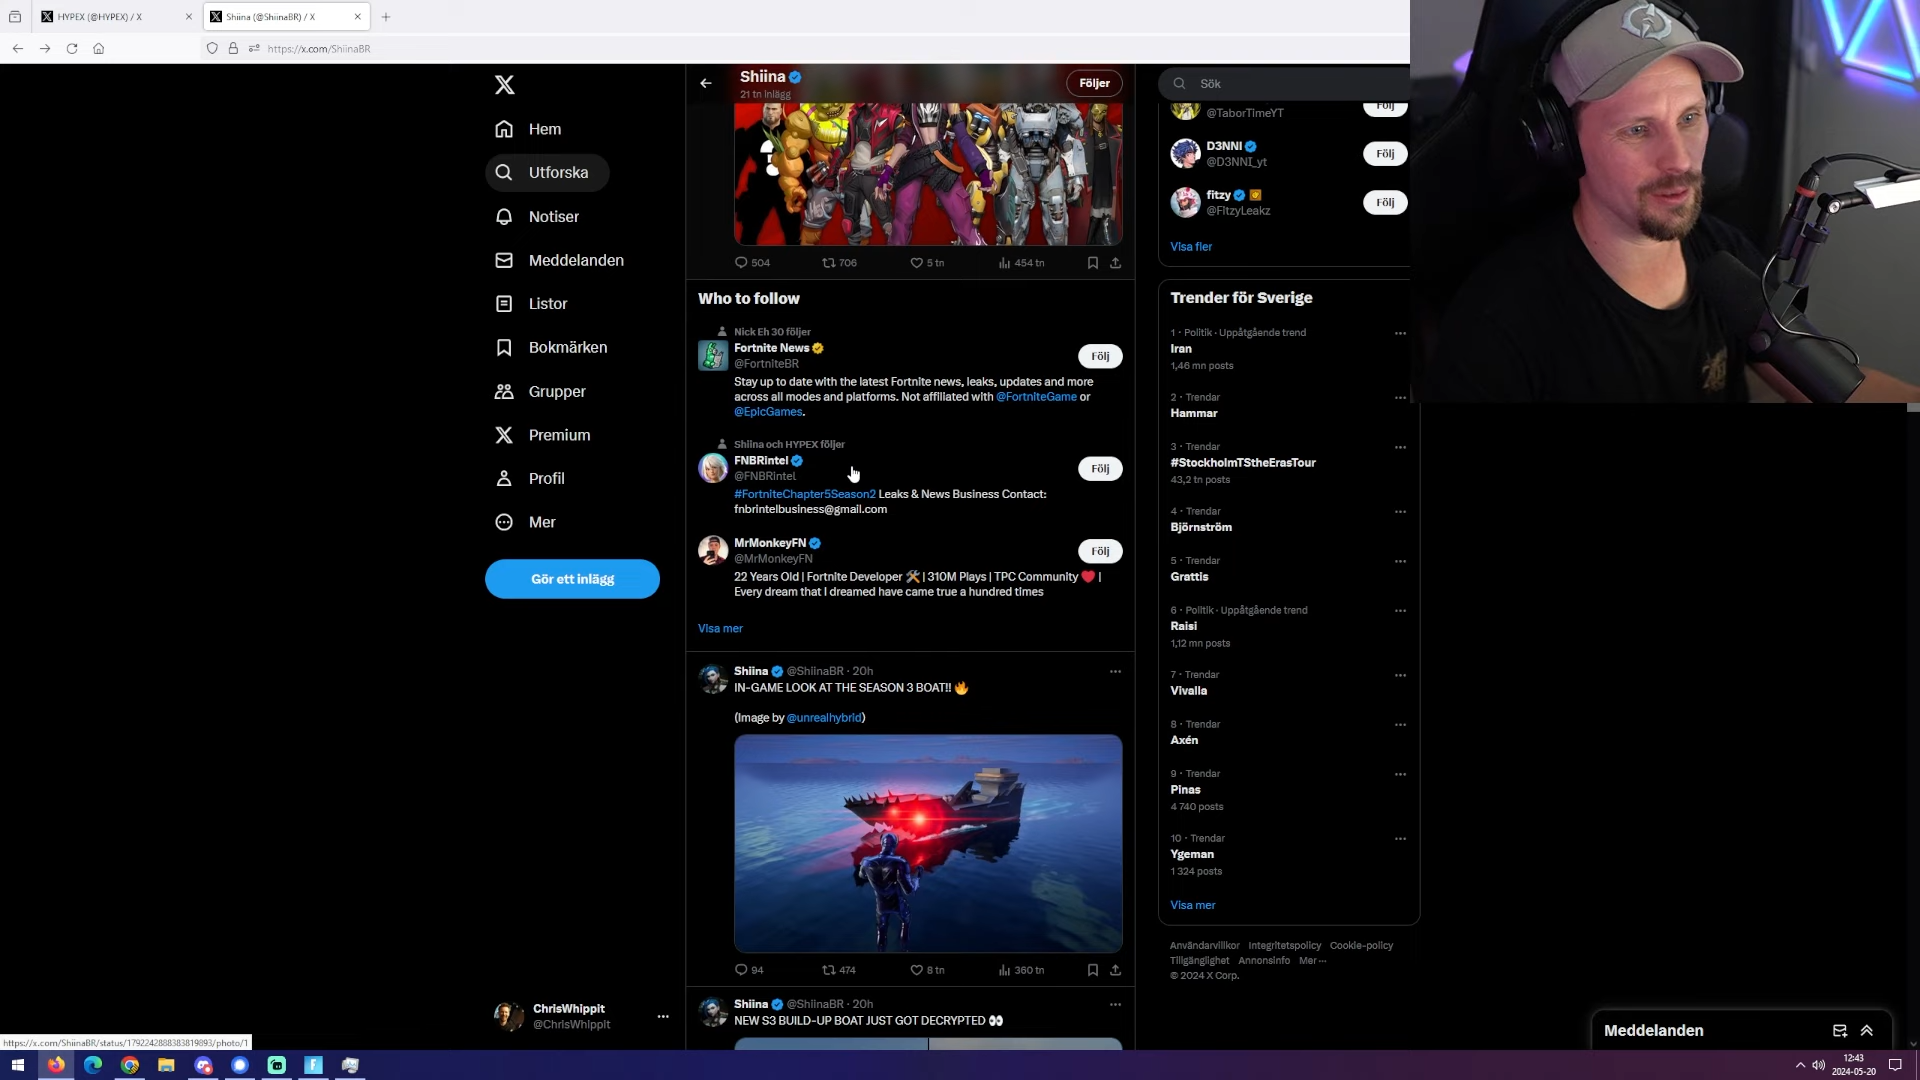 HYPEX (@HYPEX) / X
Shiina (@ShiinaBR) / X
https://x.com/ShiinaBR
Hem
Utforska
Notiser
Meddelanden
Listor
Bokmärken
Grupper
Premium
Profil
Mer
Gör ett inlägg
ChrisWhippit
@ChrisWhippit
Shiina
21 tn inlägg
Följer
504
706
5 tn
454 tn
Who to follow
Nick Eh 30 följer
Fortnite News
@FortniteBR
Följ
Stay up to date with the latest Fortnite news, leaks, updates and more
across all modes and platforms. Not affiliated with @FortniteGame or
@EpicGames.
Shiina och HYPEX följer
FNBRintel
@FNBRintel
Följ
#FortniteChapter5Season2 Leaks & News Business Contact:
fnbrintelbusiness@gmail.com
MrMonkeyFN
@MrMonkeyFN
Följ
22 Years Old | Fortnite Developer 🛠️ | 310M Plays | TPC Community ❤️ |
Every dream that I dreamed have came true a hundred times
Visa mer
Shiina @ShiinaBR · 20h
IN-GAME LOOK AT THE SEASON 3 BOAT!! 🔥
(Image by @unrealhybrid)
94
474
8 tn
360 tn
Shiina @ShiinaBR · 20h
NEW S3 BUILD-UP BOAT JUST GOT DECRYPTED 👀
Sök
@TaborTimeYT
Följ
D3NNI
@D3NNI_yt
Följ
fitzy
@FItzyLeakz
Följ
Visa fler
Trender för Sverige
1 · Politik · Uppåtgående trend
Iran
1,46 mn posts
2 · Trendar
Hammar
3 · Trendar
#StockholmTStheErasTour
43,2 tn posts
4 · Trendar
Björnström
5 · Trendar
Grattis
6 · Politik · Uppåtgående trend
Raisi
1,12 mn posts
7 · Trendar
Vivalla
8 · Trendar
Axén
9 · Trendar
Pinas
4 740 posts
10 · Trendar
Ygeman
1 324 posts
Visa mer
Användarvillkor Integritetspolicy Cookie-policy
Tillgänglighet Annonsinfo Mer ···
© 2024 X Corp.
Meddelanden
https://x.com/ShiinaBR/status/1792242888383819893/photo/1
12:43
2024-05-20